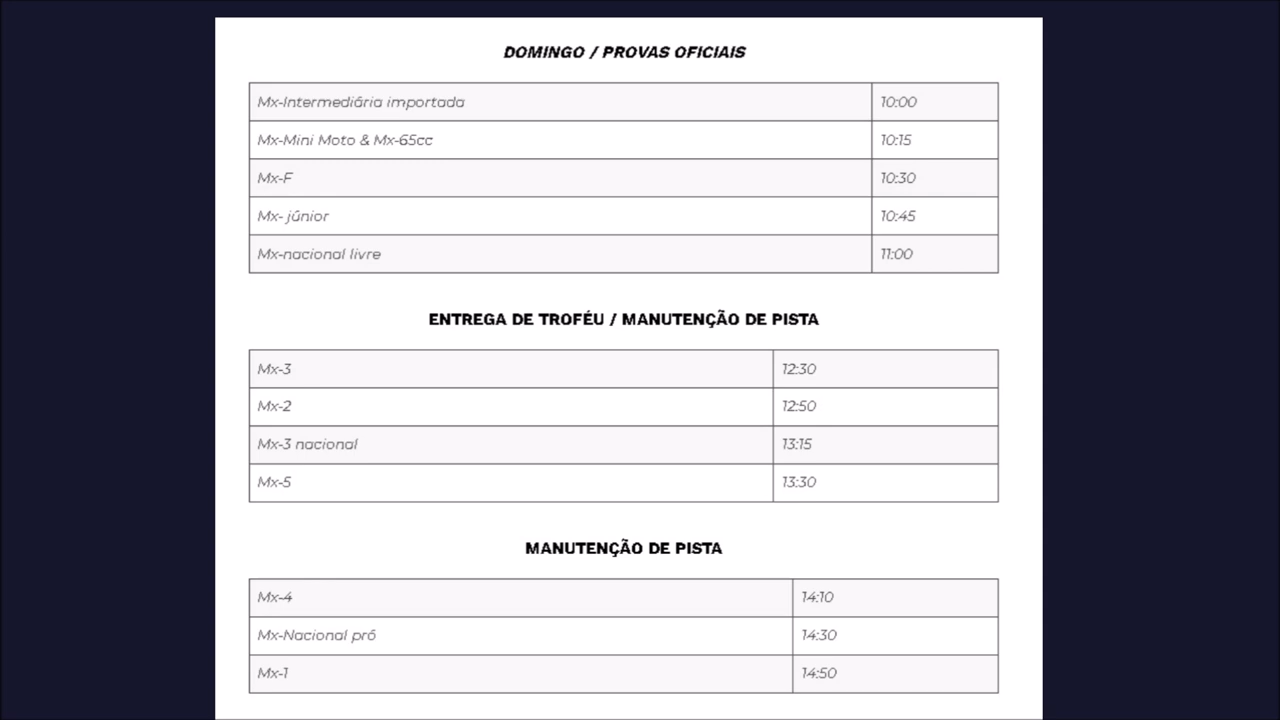 DOMINGO / PROVAS OFICIAIS
Mx-Intermediária importada 10:00
Mx-Mini Moto & Mx-65cc 10:15
Mx-F 10:30
Mx- júnior 10:45
Mx-nacional livre 11:00
ENTREGA DE TROFÉU / MANUTENÇÃO DE PISTA
Mx-3 12:30
Mx-2 12:50
Mx-3 nacional 13:15
Mx-5 13:30
MANUTENÇÃO DE PISTA
Mx-4 14:10
Mx-Nacional pró 14:30
Mx-1 14:50